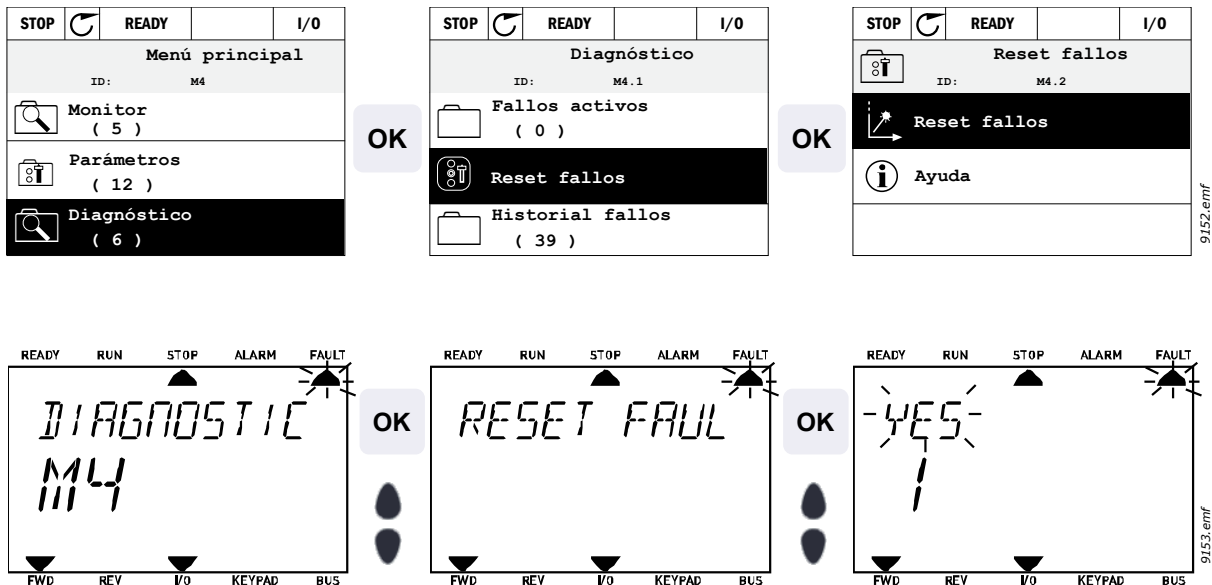 STOP READY I/O
Menú principal
ID: M4
Monitor
( 5 )
Parámetros
( 12 )
Diagnóstico
( 6 )
OK
STOP READY I/O
Diagnóstico
ID: M4.1
Fallos activos
( 0 )
Reset fallos
Historial fallos
( 39 )
OK
STOP READY I/O
Reset fallos
ID: M4.2
Reset fallos
Ayuda
9152.emf
READY RUN STOP ALARM FAULT
DIAGNOSTIC
M4
FWD REV I/O KEYPAD BUS
OK
READY RUN STOP ALARM FAULT
RESET FAUL
FWD REV I/O KEYPAD BUS
OK
READY RUN STOP ALARM FAULT
YES
1
FWD REV I/O KEYPAD BUS
9153.emf